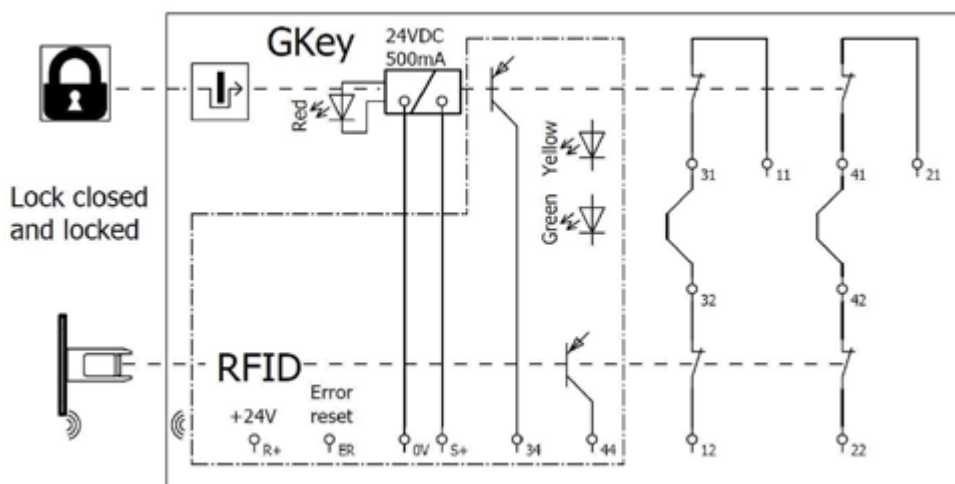 GKey
24VDC
500mA
Red
Yellow
Green
31
11
41
21
Lock closed
and locked
32
42
RFID
Error
reset
+24V
R+
ER
0V
S+
34
44
12
22